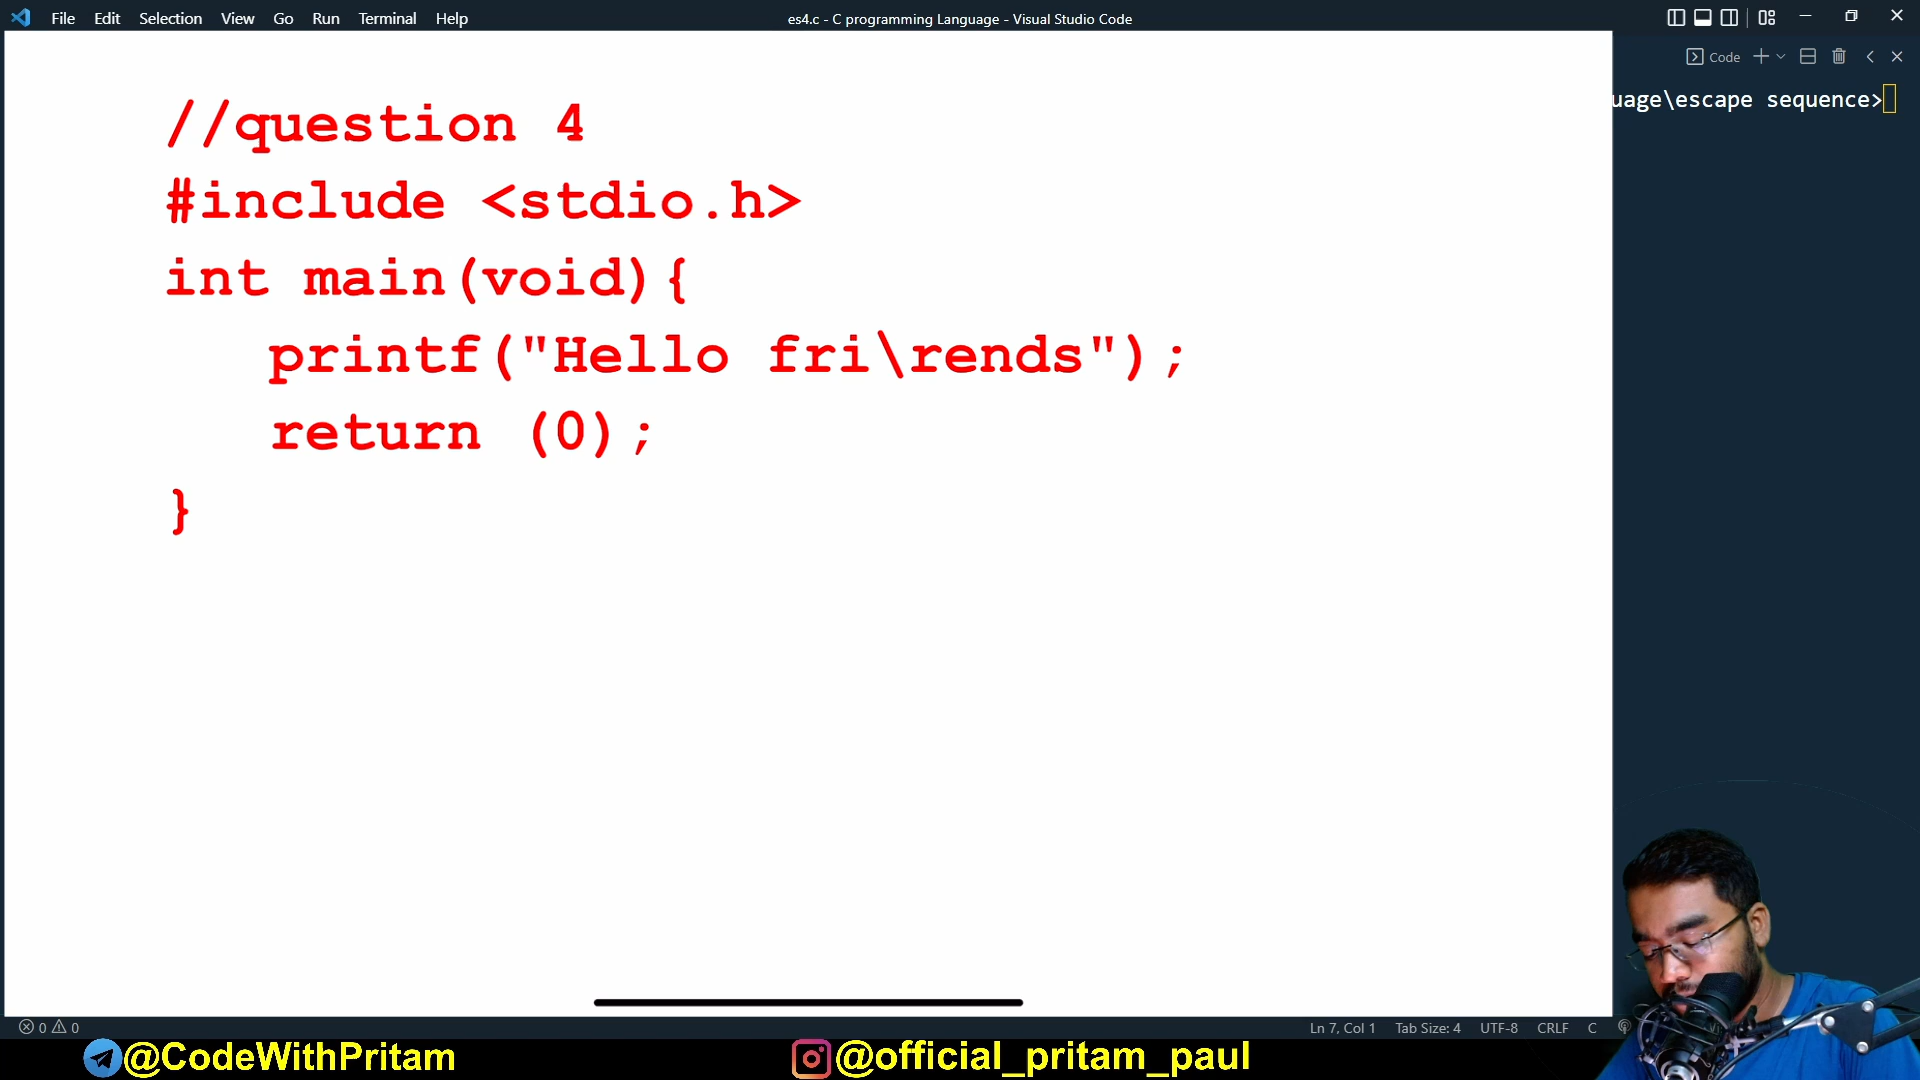 File Edit Selection View Go Run Terminal Help
es4.c - C programming Language - Visual Studio Code
Code
uage\escape sequence>
//question 4
#include <stdio.h>
int main(void){
printf("Hello fri\rends");
return (0);
}
0 0
Ln 7, Col 1 Tab Size: 4 UTF-8 CRLF C
@CodeWithPritam
@official_pritam_paul